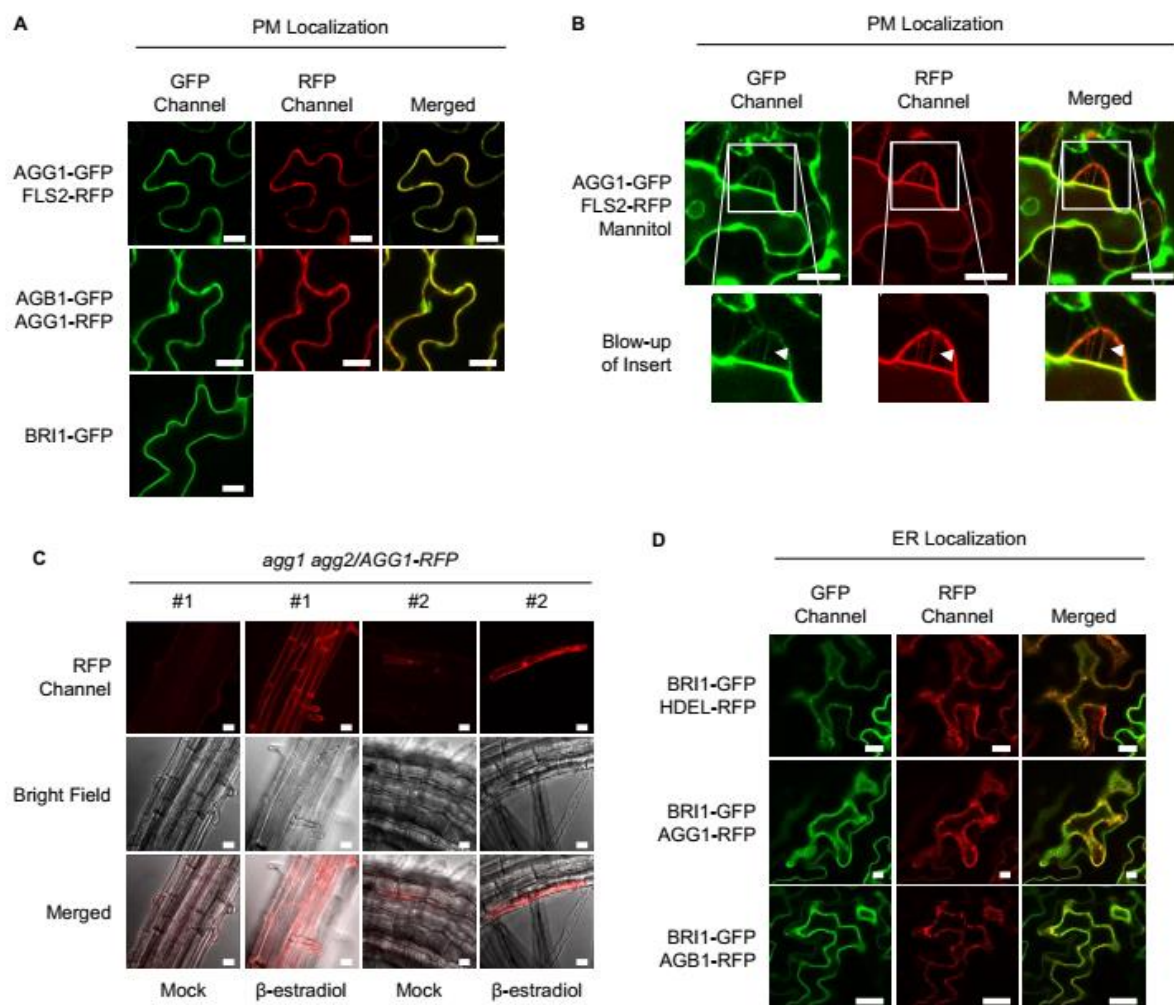 A
PM Localization
GFP
Channel
RFP
Channel
Merged
AGG1-GFP
FLS2-RFP
AGB1-GFP
AGG1-RFP
BRI1-GFP
B
PM Localization
GFP
Channel
RFP
Channel
Merged
AGG1-GFP
FLS2-RFP
Mannitol
Blow-up
of Insert
C
agg1 agg2/AGG1-RFP
#1 #1 #2 #2
RFP
Channel
Bright Field
Merged
Mock β-estradiol Mock β-estradiol
D
ER Localization
GFP
Channel
RFP
Channel
Merged
BRI1-GFP
HDEL-RFP
BRI1-GFP
AGG1-RFP
BRI1-GFP
AGB1-RFP